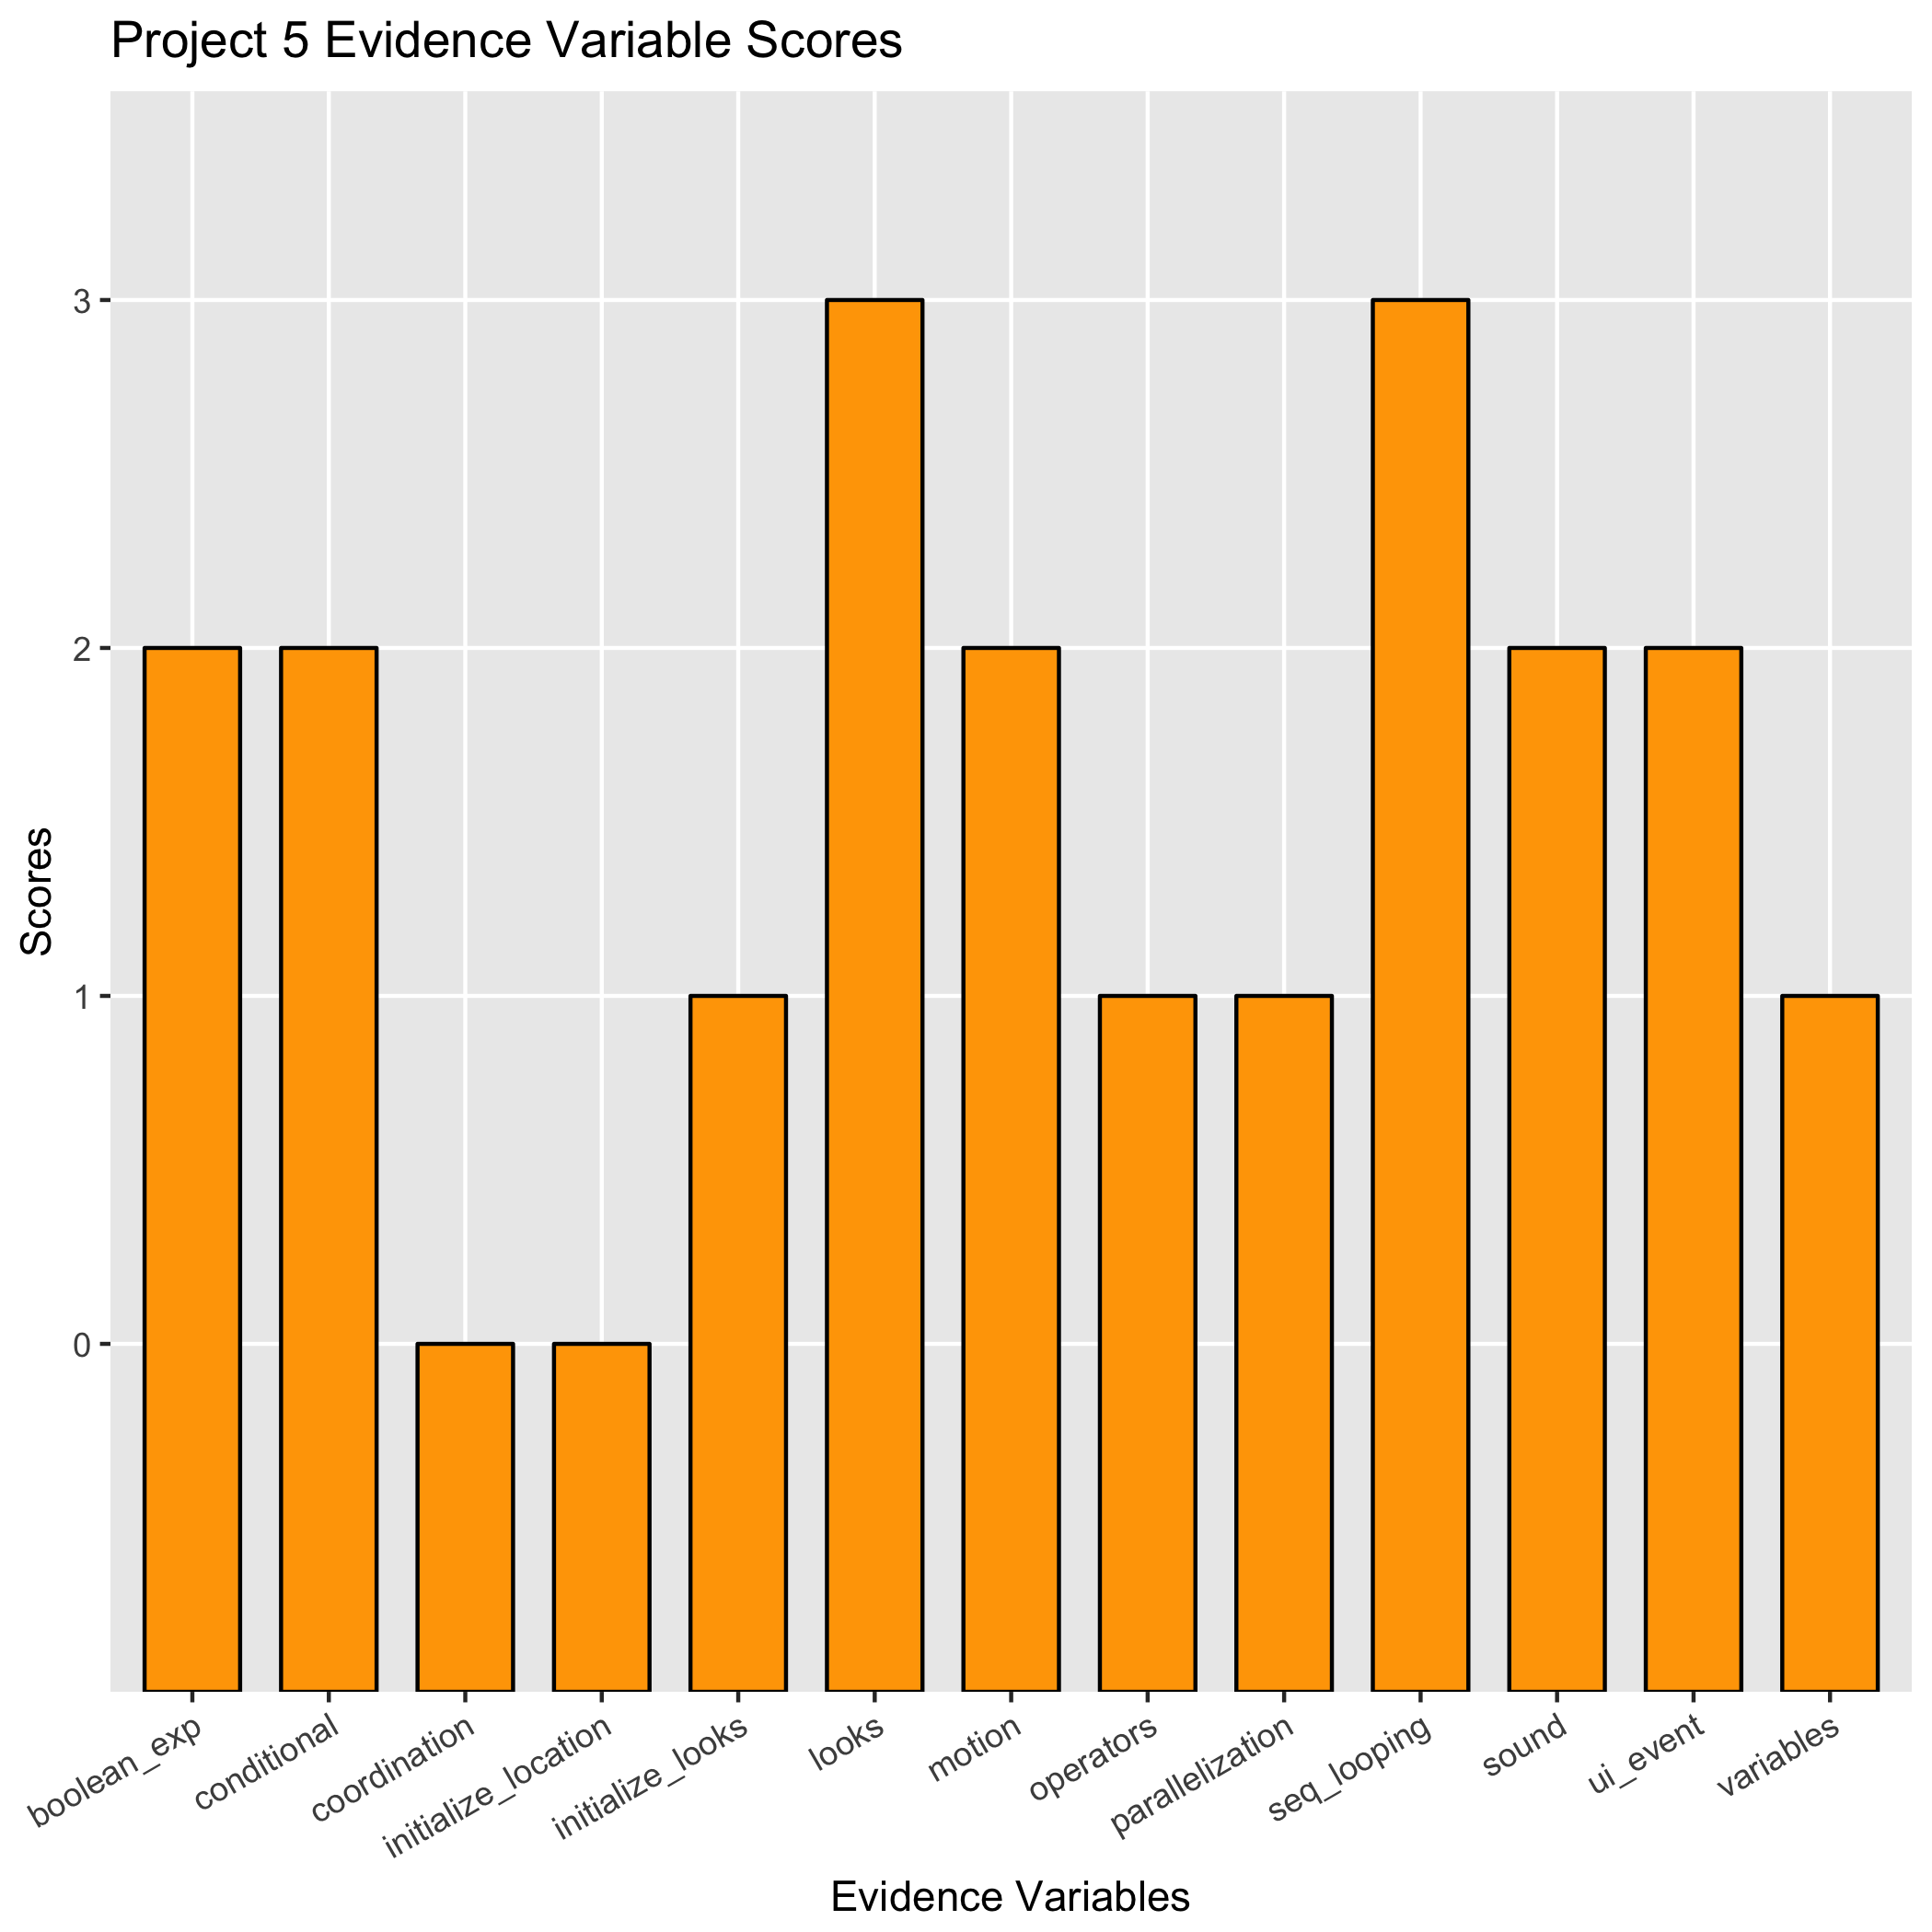 Project 5 Evidence Variable Scores
Scores
3
2
1
0
boolean_exp
conditional
coordination
initialize_location
initialize_looks
looks
motion
operators
parallelization
seq_looping
sound
ui_event
variables
Evidence Variables